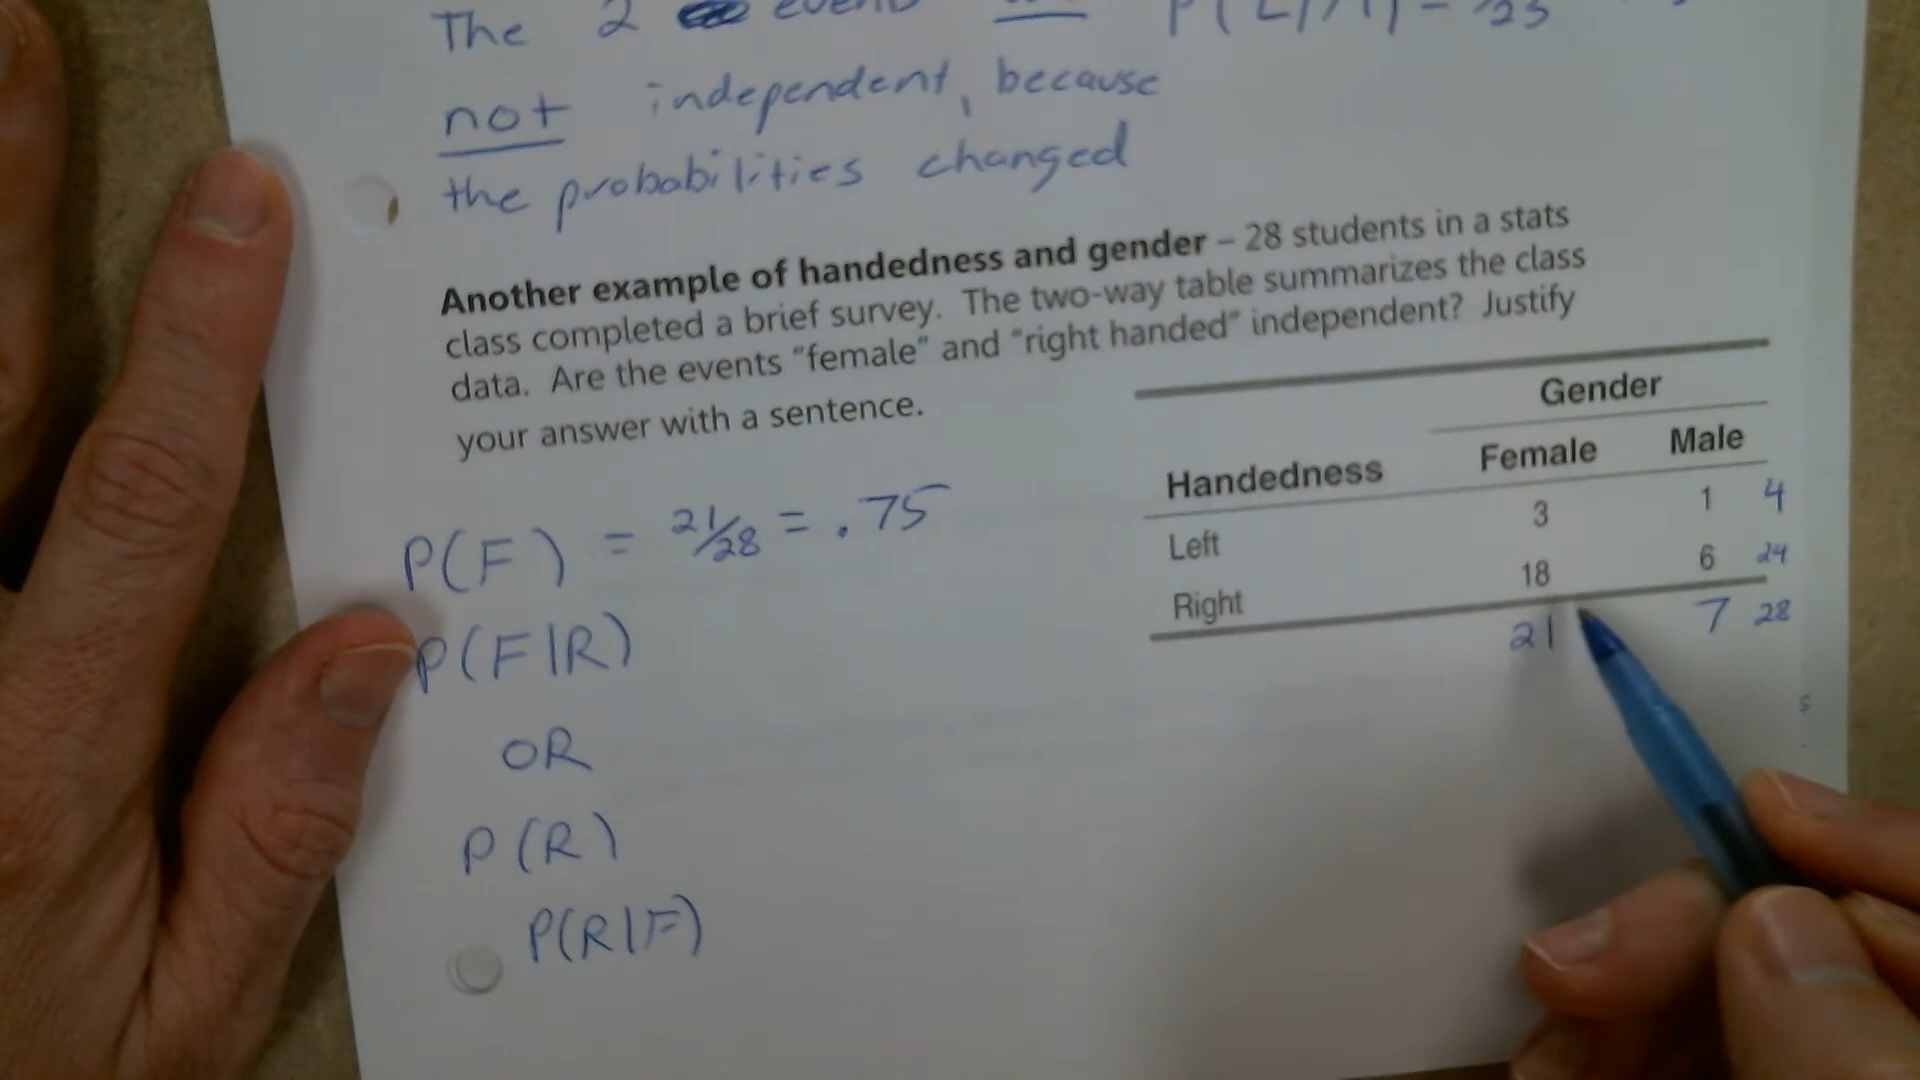 The 2 events P(L|M) = /23
not independent, because
the probabilities changed
Another example of handedness and gender – 28 students in a stats
class completed a brief survey. The two-way table summarizes the class
data. Are the events "female" and "right handed" independent? Justify
your answer with a sentence.
Gender
Handedness Female Male
Left 3 1 4
Right 18 6 24
21 7 28
P(F) = 21/28 = .75
P(F|R)
OR
P(R)
P(R|F)